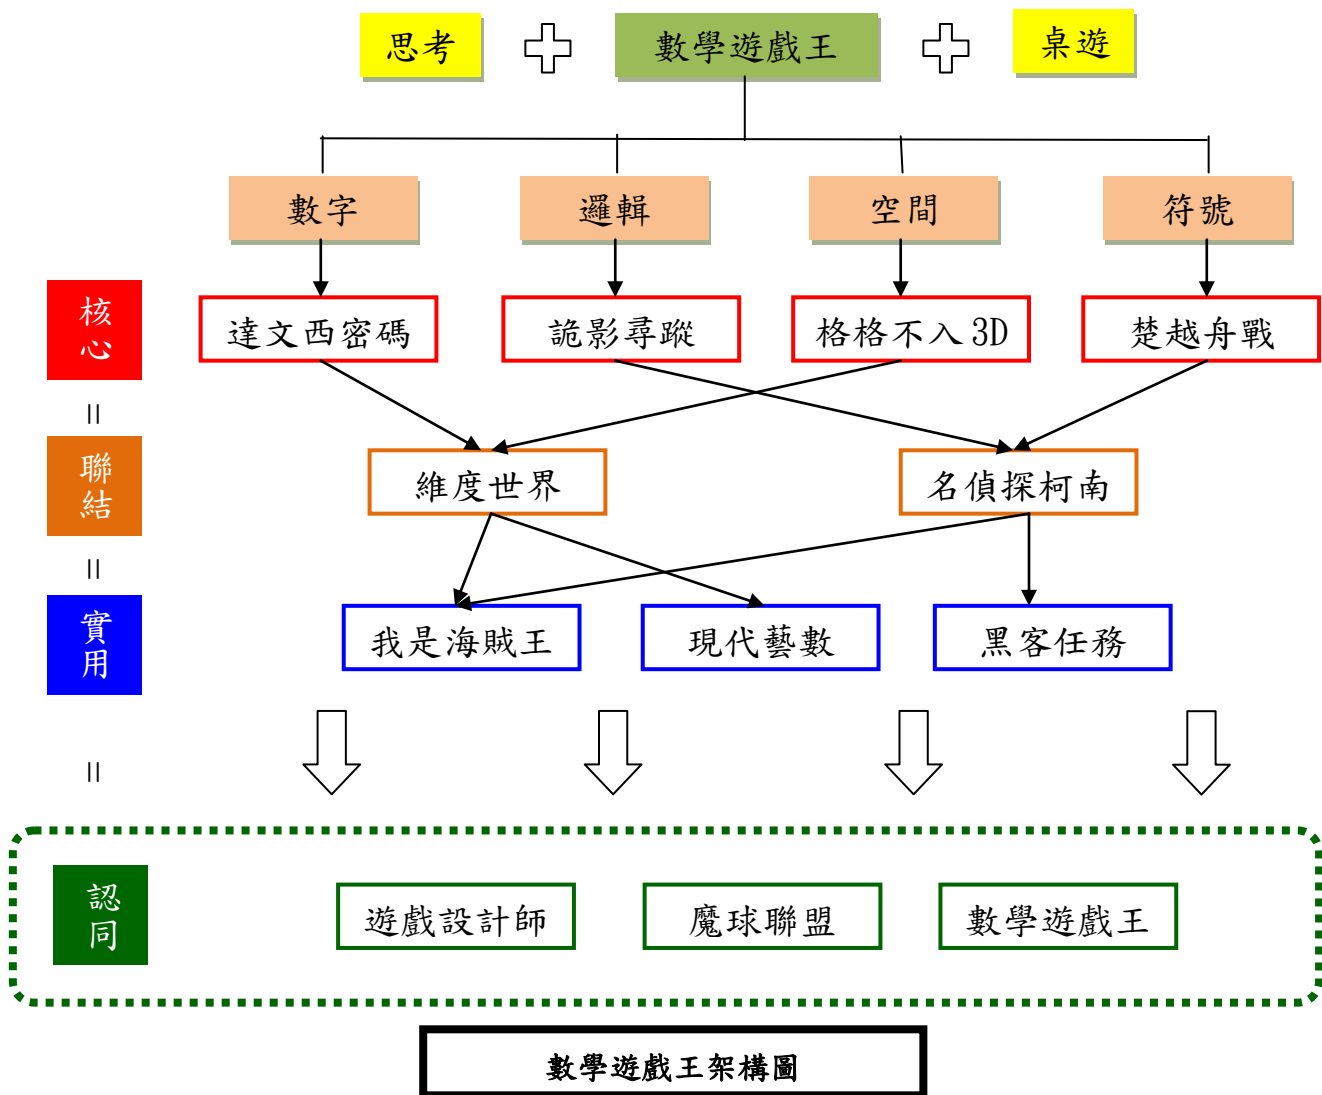 思考
數學遊戲王
桌遊
數字
邏輯
空間
符號
核心
達文西密碼
詭影尋蹤
格格不入3D
楚越舟戰
=
聯結
維度世界
名偵探柯南
=
實用
我是海賊王
現代藝數
黑客任務
=
認同
遊戲設計師
魔球聯盟
數學遊戲王
數學遊戲王架構圖